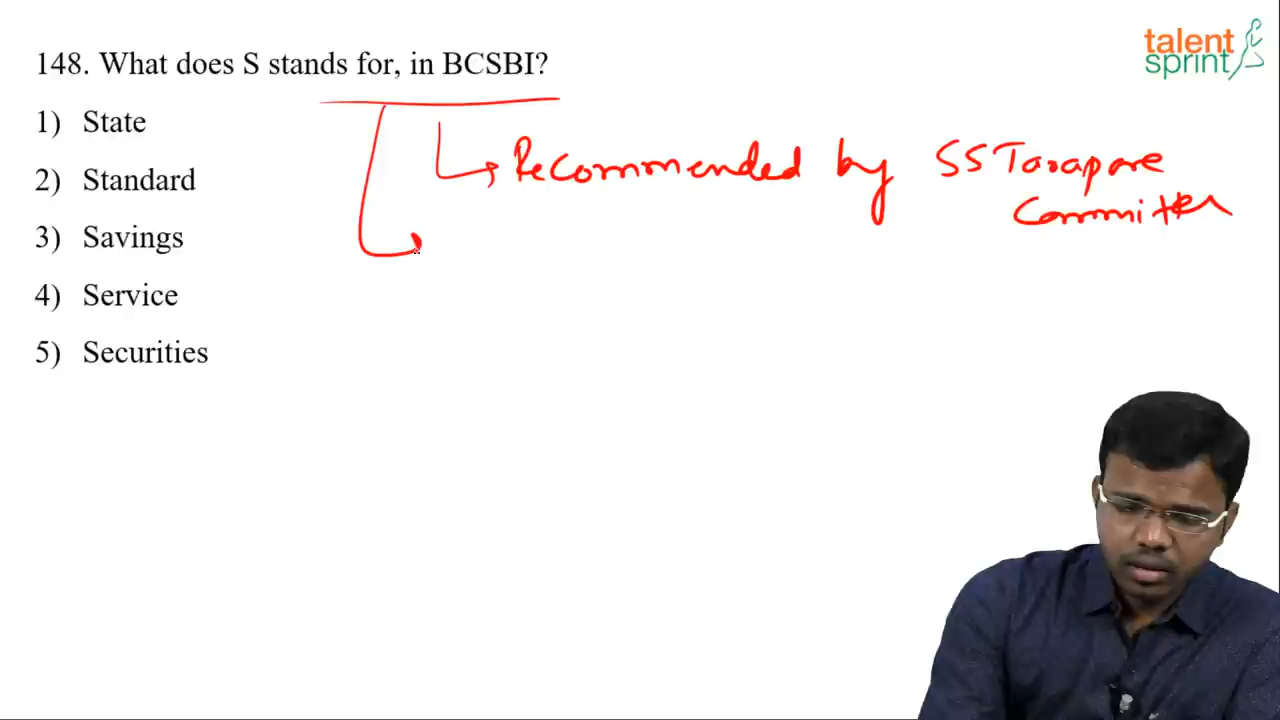 talent
sprint
148. What does S stands for, in BCSBI?
1) State
2) Standard
3) Savings
4) Service
5) Securities
Recommended by SS Tarapore
Committee